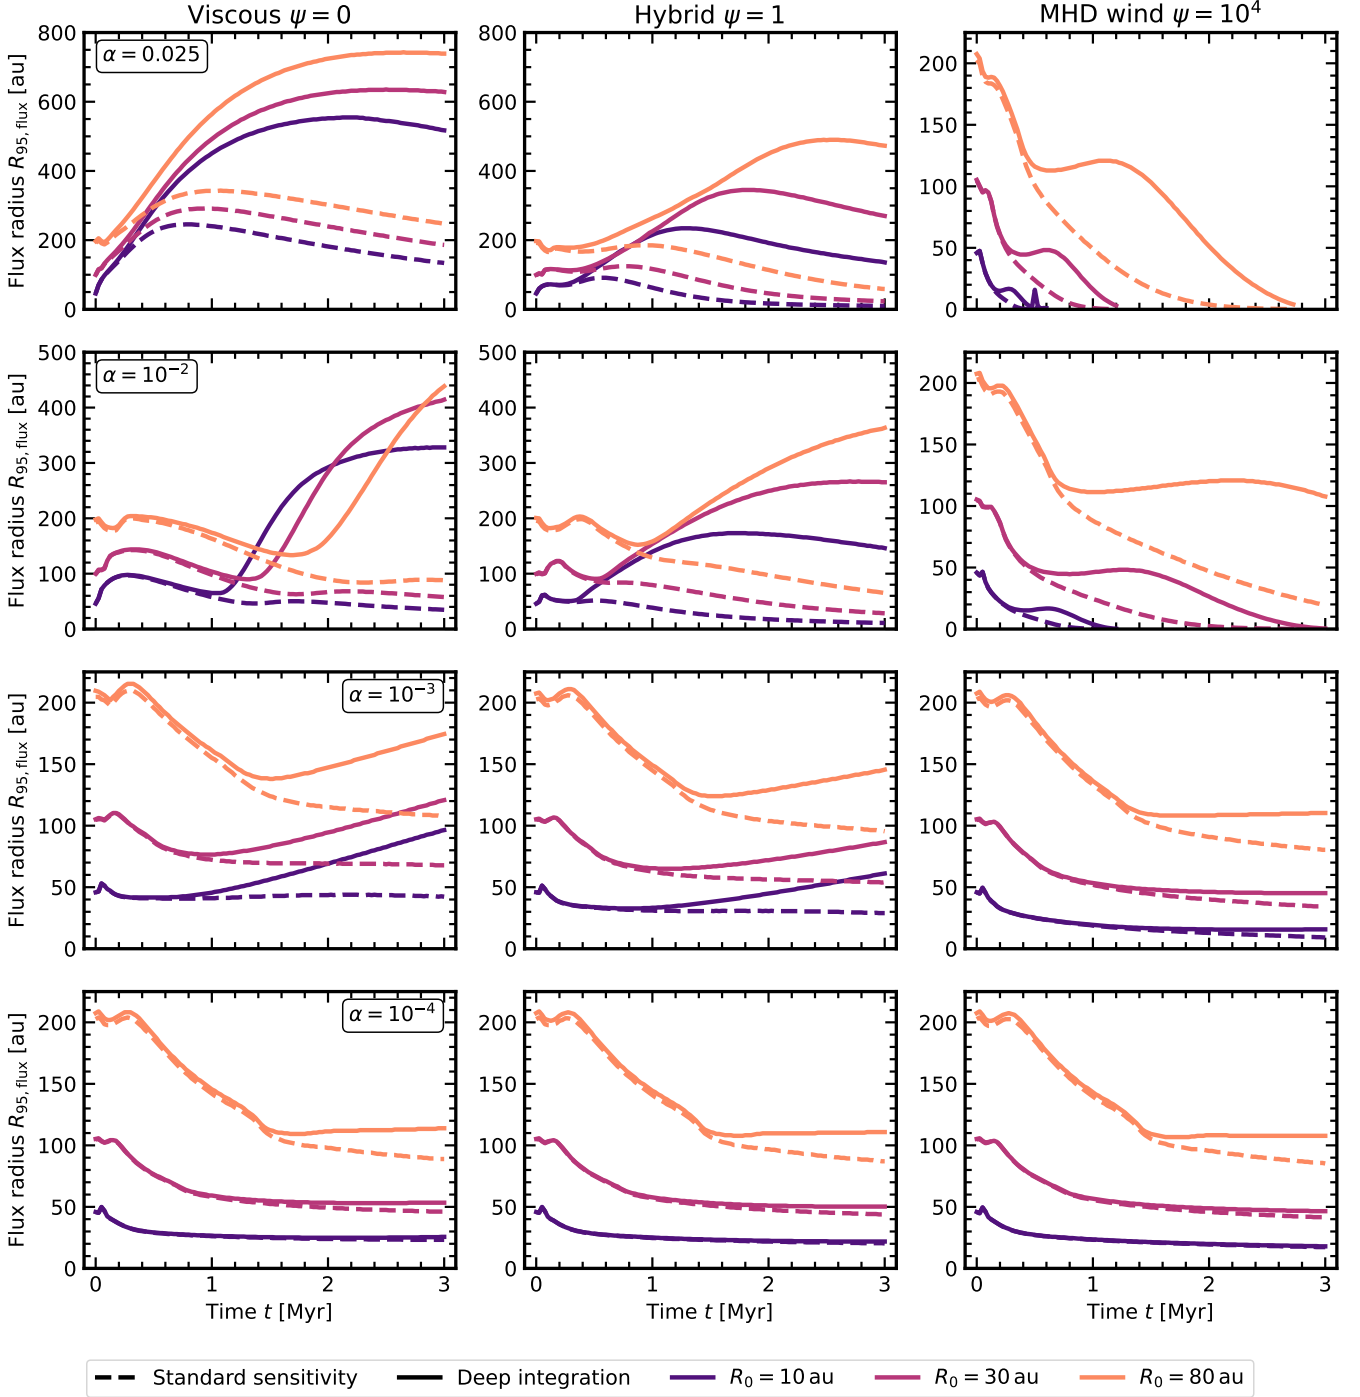 Viscous ψ = 0
Hybrid ψ = 1
MHD wind ψ = 10⁴
Flux radius R₉₅,flux [au]
800
600
400
200
0
α = 0.025
800
600
400
200
0
200
150
100
50
0
Flux radius R₉₅,flux [au]
500
400
300
200
100
0
α = 10⁻²
500
400
300
200
100
0
200
150
100
50
0
Flux radius R₉₅,flux [au]
200
150
100
50
0
α = 10⁻³
200
150
100
50
0
200
150
100
50
0
Flux radius R₉₅,flux [au]
200
150
100
50
0
α = 10⁻⁴
200
150
100
50
0
200
150
100
50
0
0 1 2 3
0 1 2 3
0 1 2 3
Time t [Myr]
Time t [Myr]
Time t [Myr]
Standard sensitivity
Deep integration
R₀ = 10 au
R₀ = 30 au
R₀ = 80 au